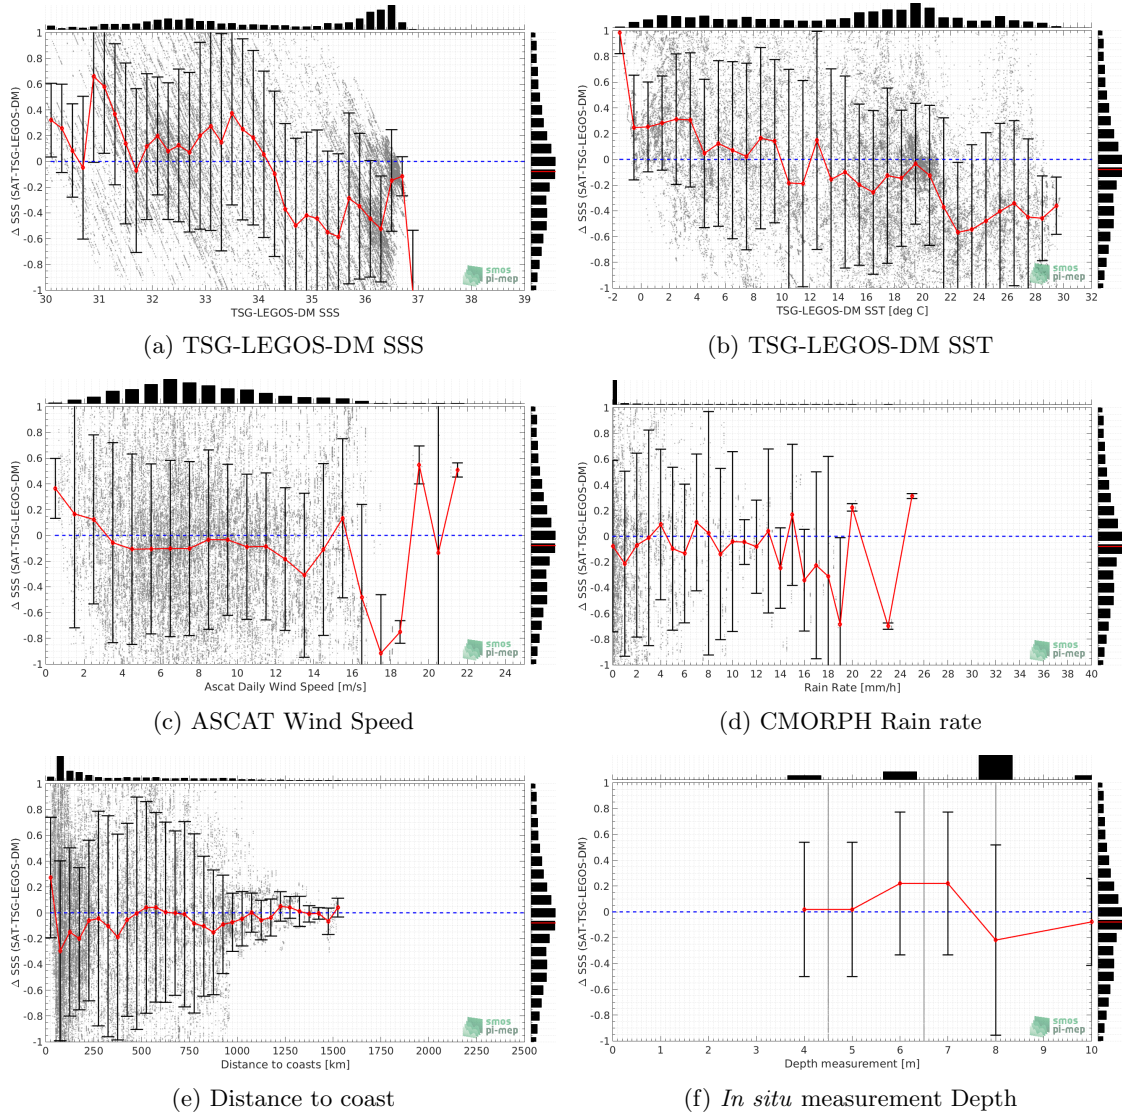 1
0.8
0.6
0.4
0.2
0
-0.2
-0.4
-0.6
-0.8
-1
Δ SSS (SAT-TSG-LEGOS-DM)
30 31 32 33 34 35 36 37 38 39
TSG-LEGOS-DM SSS
smos
pi-mep
(a) TSG-LEGOS-DM SSS
1
0.8
0.6
0.4
0.2
0
-0.2
-0.4
-0.6
-0.8
-1
Δ SSS (SAT-TSG-LEGOS-DM)
-2 0 2 4 6 8 10 12 14 16 18 20 22 24 26 28 30 32
TSG-LEGOS-DM SST [deg C]
smos
pi-mep
(b) TSG-LEGOS-DM SST
1
0.8
0.6
0.4
0.2
0
-0.2
-0.4
-0.6
-0.8
-1
Δ SSS (SAT-TSG-LEGOS-DM)
0 2 4 6 8 10 12 14 16 18 20 22 24
Ascat Daily Wind Speed [m/s]
smos
pi-mep
(c) ASCAT Wind Speed
1
0.8
0.6
0.4
0.2
0
-0.2
-0.4
-0.6
-0.8
-1
Δ SSS (SAT-TSG-LEGOS-DM)
0 2 4 6 8 10 12 14 16 18 20 22 24 26 28 30 32 34 36 38 40
Rain Rate [mm/h]
smos
pi-mep
(d) CMORPH Rain rate
1
0.8
0.6
0.4
0.2
0
-0.2
-0.4
-0.6
-0.8
-1
Δ SSS (SAT-TSG-LEGOS-DM)
0 250 500 750 1000 1250 1500 1750 2000 2250 2500
Distance to coasts [km]
smos
pi-mep
(e) Distance to coast
1
0.8
0.6
0.4
0.2
0
-0.2
-0.4
-0.6
-0.8
-1
Δ SSS (SAT-TSG-LEGOS-DM)
0 1 2 3 4 5 6 7 8 9 10
Depth measurement [m]
smos
pi-mep
(f) In situ measurement Depth